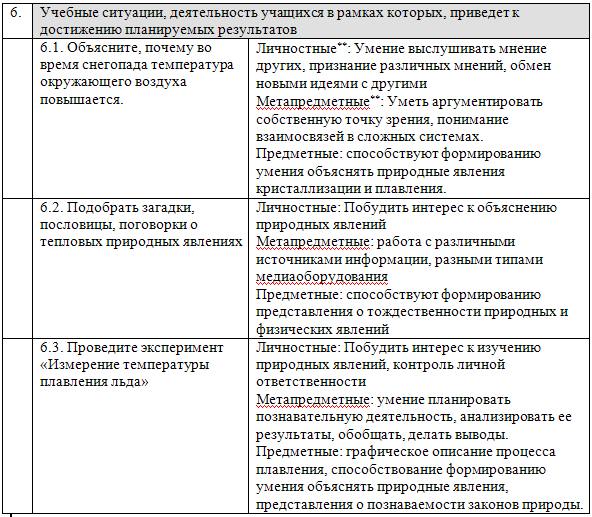 6. Учебные ситуации, деятельность учащихся в рамках которых, приведет к
достижению планируемых результатов
6.1. Объясните, почему во
время снегопада температура
окружающего воздуха
повышается.
Личностные**: Умение выслушивать мнение
других, признание различных мнений, обмен
новыми идеями с другими
Метапредметные**: Уметь аргументировать
собственную точку зрения, понимание
взаимосвязей в сложных системах.
Предметные: способствуют формированию
умения объяснять природные явления
кристаллизации и плавления.
6.2. Подобрать загадки,
пословицы, поговорки о
тепловых природных явлениях
Личностные: Побудить интерес к объяснению
природных явлений
Метапредметные: работа с различными
источниками информации, разными типами
медиаоборудования
Предметные: способствуют формированию
представления о тождественности природных и
физических явлений
6.3. Проведите эксперимент
«Измерение температуры
плавления льда»
Личностные: Побудить интерес к изучению
природных явлений, контроль личной
ответственности
Метапредметные: умение планировать
познавательную деятельность, анализировать ее
результаты, обобщать, делать выводы.
Предметные: графическое описание процесса
плавления, способствование формированию
умения объяснять природные явления,
представления о познаваемости законов природы.